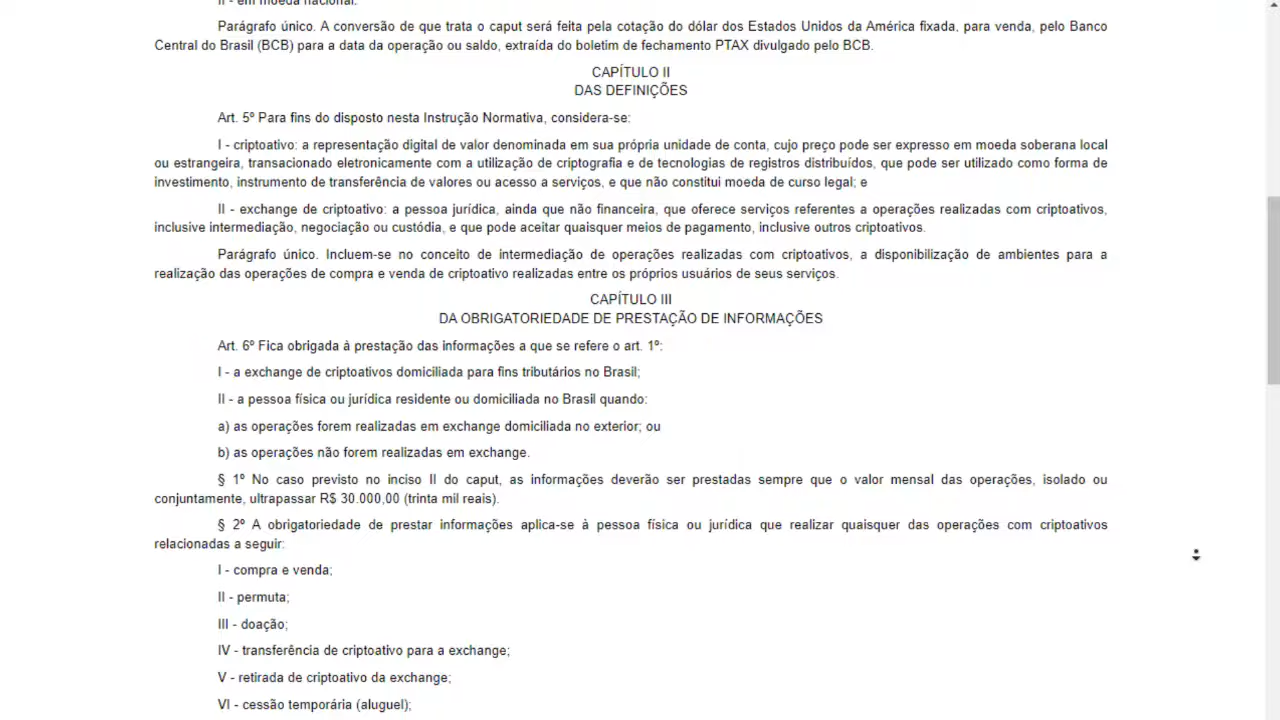 II - em moeda nacional.
Parágrafo único. A conversão de que trata o caput será feita pela cotação do dólar dos Estados Unidos da América fixada, para venda, pelo Banco
Central do Brasil (BCB) para a data da operação ou saldo, extraída do boletim de fechamento PTAX divulgado pelo BCB.
CAPÍTULO II
DAS DEFINIÇÕES
Art. 5º Para fins do disposto nesta Instrução Normativa, considera-se:
I - criptoativo: a representação digital de valor denominada em sua própria unidade de conta, cujo preço pode ser expresso em moeda soberana local
ou estrangeira, transacionado eletronicamente com a utilização de criptografia e de tecnologias de registros distribuídos, que pode ser utilizado como forma de
investimento, instrumento de transferência de valores ou acesso a serviços, e que não constitui moeda de curso legal; e
II - exchange de criptoativo: a pessoa jurídica, ainda que não financeira, que oferece serviços referentes a operações realizadas com criptoativos,
inclusive intermediação, negociação ou custódia, e que pode aceitar quaisquer meios de pagamento, inclusive outros criptoativos.
Parágrafo único. Incluem-se no conceito de intermediação de operações realizadas com criptoativos, a disponibilização de ambientes para a
realização das operações de compra e venda de criptoativo realizadas entre os próprios usuários de seus serviços.
CAPÍTULO III
DA OBRIGATORIEDADE DE PRESTAÇÃO DE INFORMAÇÕES
Art. 6º Fica obrigada à prestação das informações a que se refere o art. 1º:
I - a exchange de criptoativos domiciliada para fins tributários no Brasil;
II - a pessoa física ou jurídica residente ou domiciliada no Brasil quando:
a) as operações forem realizadas em exchange domiciliada no exterior; ou
b) as operações não forem realizadas em exchange.
§ 1º No caso previsto no inciso II do caput, as informações deverão ser prestadas sempre que o valor mensal das operações, isolado ou
conjuntamente, ultrapassar R$ 30.000,00 (trinta mil reais).
§ 2º A obrigatoriedade de prestar informações aplica-se à pessoa física ou jurídica que realizar quaisquer das operações com criptoativos
relacionadas a seguir:
I - compra e venda;
II - permuta;
III - doação;
IV - transferência de criptoativo para a exchange;
V - retirada de criptoativo da exchange;
VI - cessão temporária (aluguel);